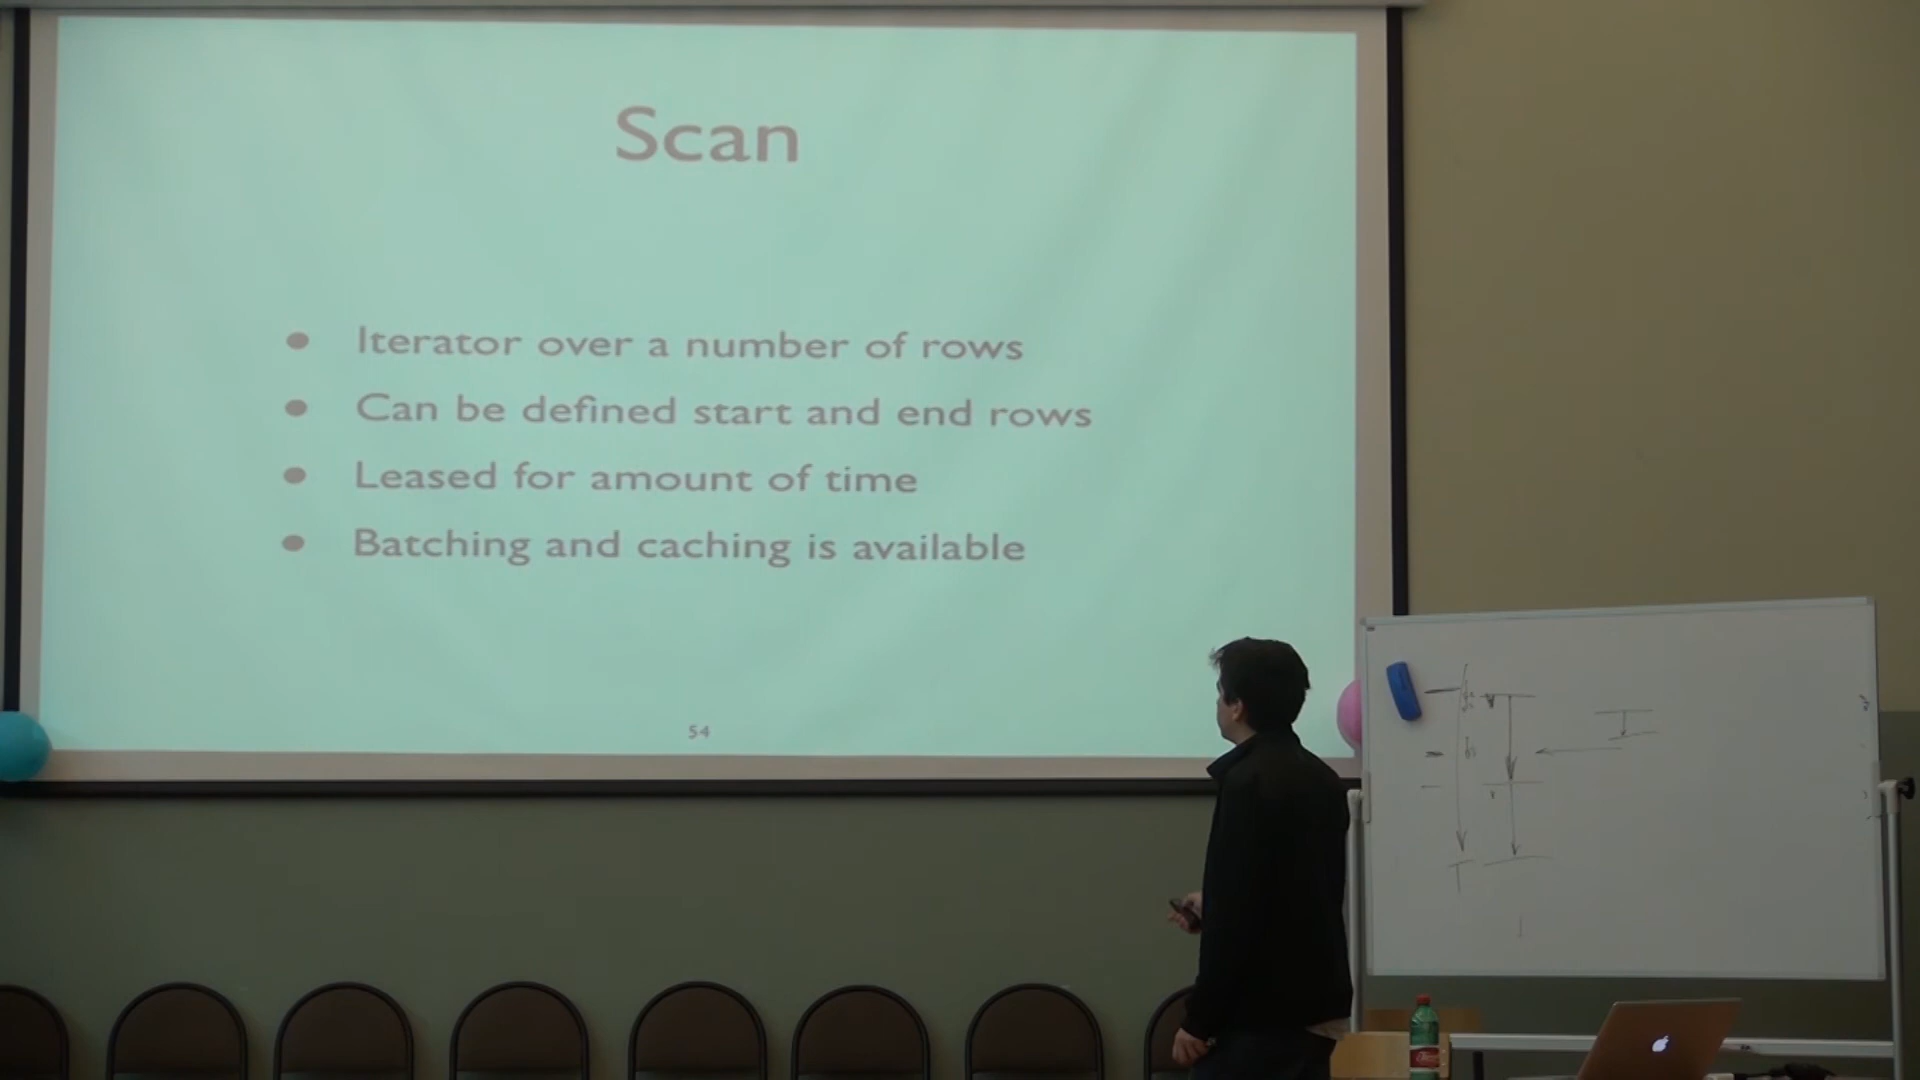 Scan
Iterator over a number of rows
Can be defined start and end rows
Leased for amount of time
Batching and caching is available
54